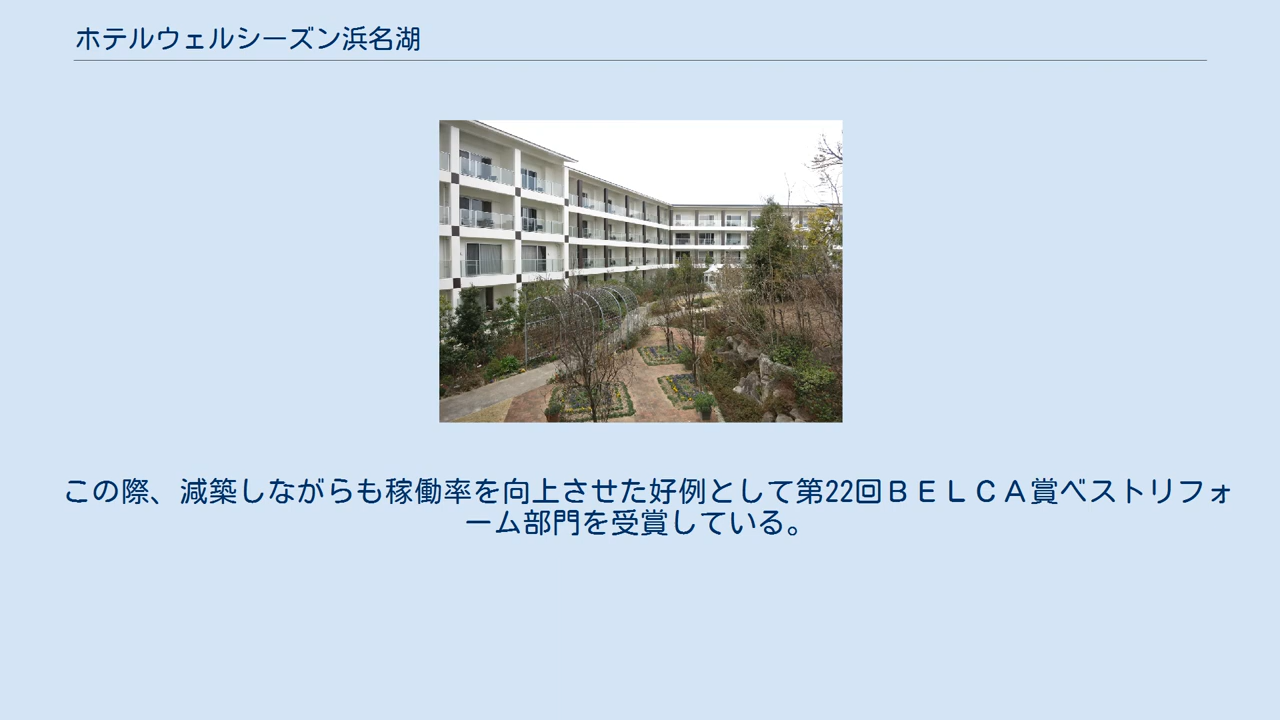 ホテルウェルシーズン浜名湖
この際、減築しながらも稼働率を向上させた好例として第22回ＢＥＬＣＡ賞ベストリフォ
ーム部門を受賞している。